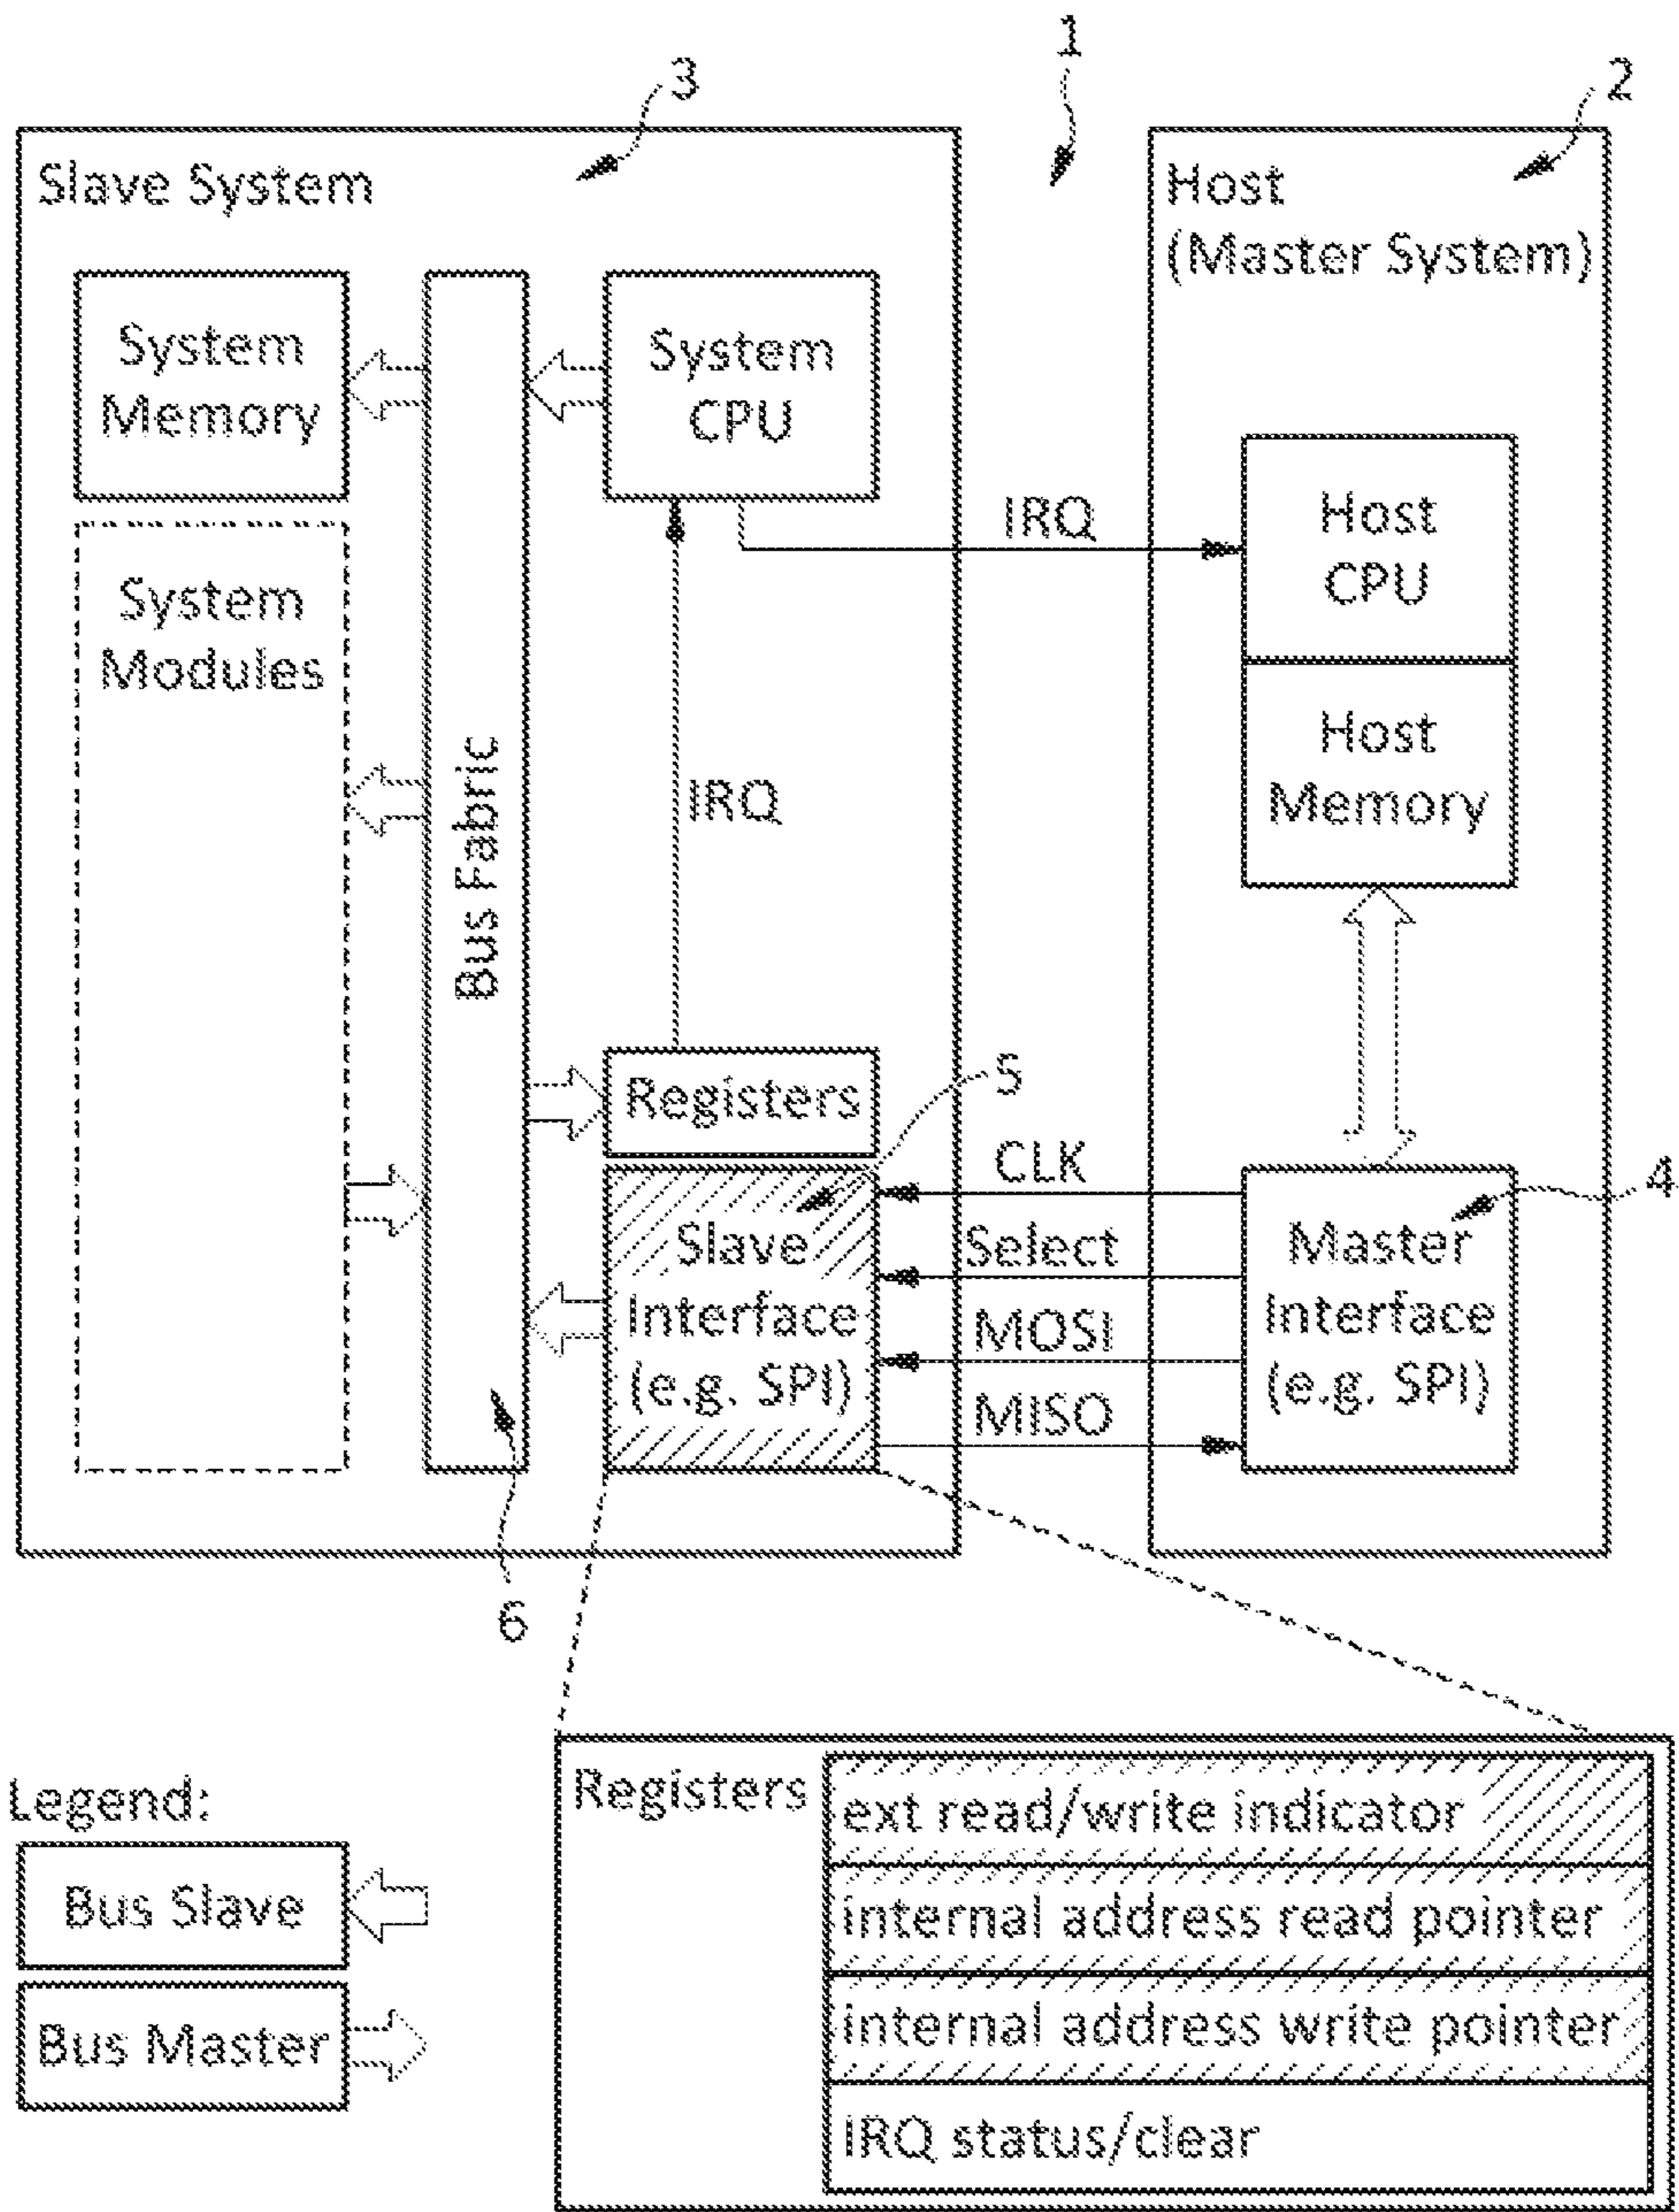 1
3
2
Slave System
Host
(Master System)
System
Memory
System
CPU
IRQ
Host
CPU
System
Modules
Host
Memory
Bus Fabric
IRQ
Registers
5
CLK
4
Slave
Interface
(e.g. SPI)
Select
MOSI
MISO
Master
Interface
(e.g. SPI)
6
Legend:
Bus Slave
Bus Master
Registers
ext read/write indicator
internal address read pointer
internal address write pointer
IRQ status/clear